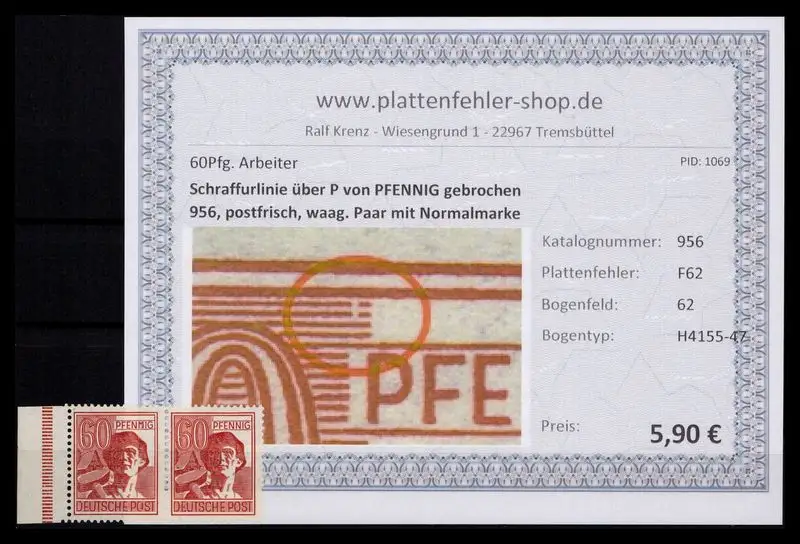 www.plattenfehler-shop.de
Ralf Krenz - Wiesengrund 1 - 22967 Tremsbüttel
60Pfg. Arbeiter
PID: 1069
Schraffurlinie über P von PFENNIG gebrochen
956, postfrisch, waag. Paar mit Normalmarke
Katalognummer: 956
Plattenfehler: F62
Bogenfeld: 62
Bogentyp: H4155-47
PFE
Preis: 5,90 €
60 PFENNIG 60 PFENNIG
DEUTSCHE POST DEUTSCHE POST